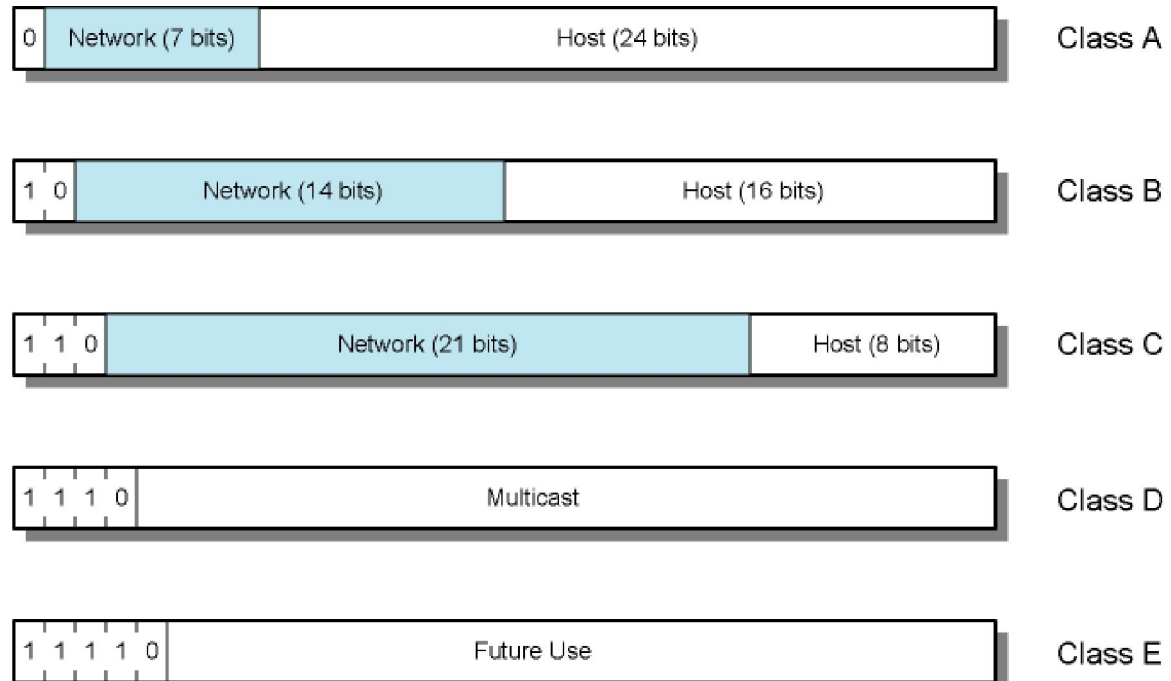 0 Network (7 bits) Host (24 bits) Class A
1 0 Network (14 bits) Host (16 bits) Class B
1 1 0 Network (21 bits) Host (8 bits) Class C
1 1 1 0 Multicast Class D
1 1 1 1 0 Future Use Class E